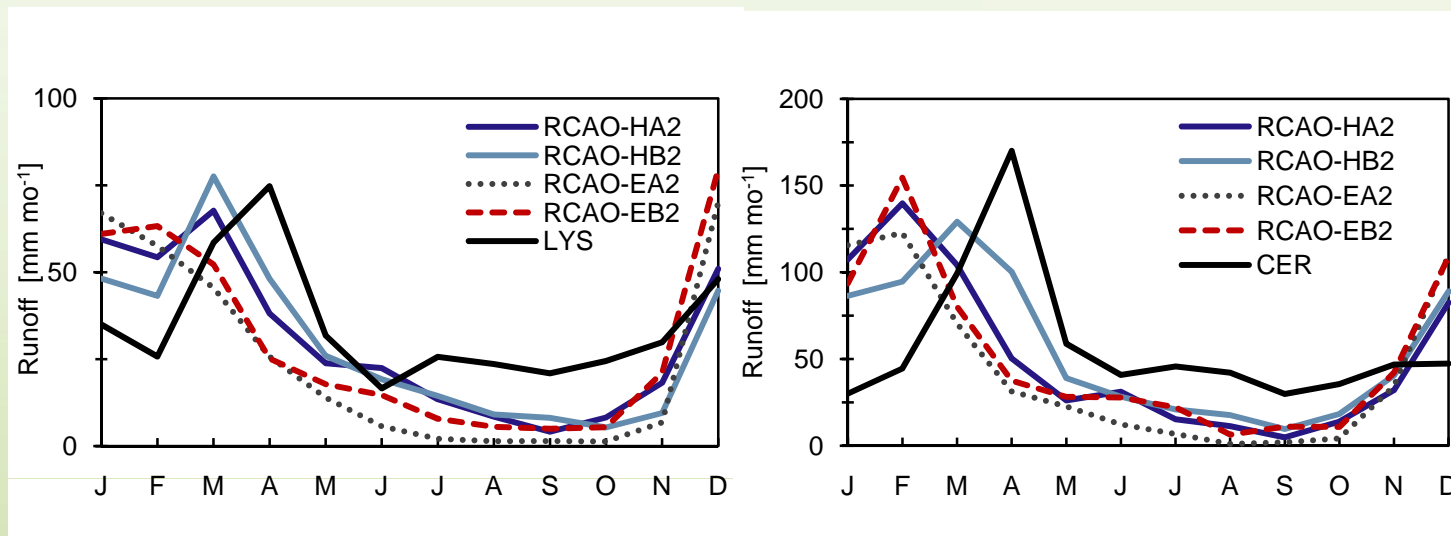 100
50
0
Runoff [mm mo-1]
RCAO-HA2
RCAO-HB2
RCAO-EA2
RCAO-EB2
LYS
J F M A M J J A S O N D
200
150
100
50
0
Runoff [mm mo-1]
RCAO-HA2
RCAO-HB2
RCAO-EA2
RCAO-EB2
CER
J F M A M J J A S O N D